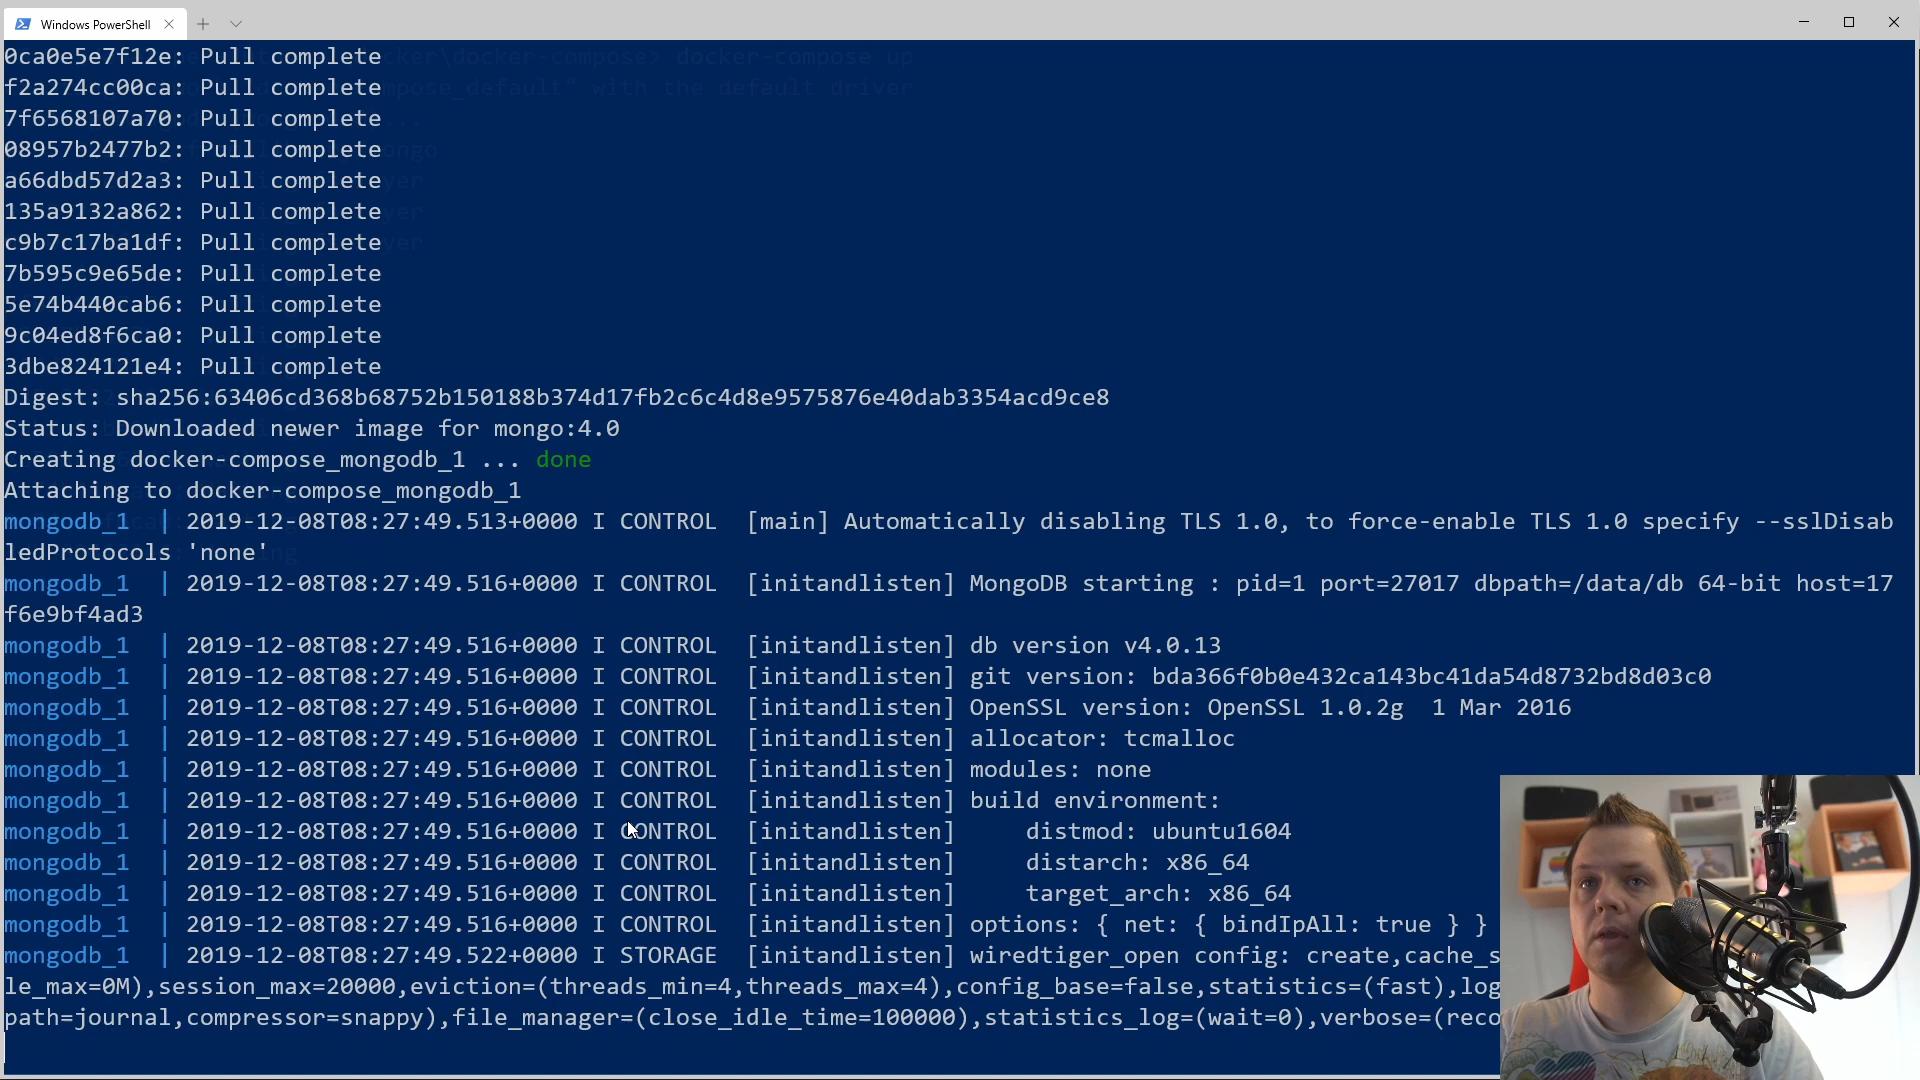 Windows PowerShell
0ca0e5e7f12e: Pull complete
f2a274cc00ca: Pull complete
7f6568107a70: Pull complete
08957b2477b2: Pull complete
a66dbd57d2a3: Pull complete
135a9132a862: Pull complete
c9b7c17ba1df: Pull complete
7b595c9e65de: Pull complete
5e74b440cab6: Pull complete
9c04ed8f6ca0: Pull complete
3dbe824121e4: Pull complete
Digest: sha256:63406cd368b68752b150188b374d17fb2c6c4d8e9575876e40dab3354acd9ce8
Status: Downloaded newer image for mongo:4.0
Creating docker-compose_mongodb_1 ... done
Attaching to docker-compose_mongodb_1
mongodb_1  | 2019-12-08T08:27:49.513+0000 I CONTROL  [main] Automatically disabling TLS 1.0, to force-enable TLS 1.0 specify --sslDisab
ledProtocols 'none'
mongodb_1  | 2019-12-08T08:27:49.516+0000 I CONTROL  [initandlisten] MongoDB starting : pid=1 port=27017 dbpath=/data/db 64-bit host=17
f6e9bf4ad3
mongodb_1  | 2019-12-08T08:27:49.516+0000 I CONTROL  [initandlisten] db version v4.0.13
mongodb_1  | 2019-12-08T08:27:49.516+0000 I CONTROL  [initandlisten] git version: bda366f0b0e432ca143bc41da54d8732bd8d03c0
mongodb_1  | 2019-12-08T08:27:49.516+0000 I CONTROL  [initandlisten] OpenSSL version: OpenSSL 1.0.2g  1 Mar 2016
mongodb_1  | 2019-12-08T08:27:49.516+0000 I CONTROL  [initandlisten] allocator: tcmalloc
mongodb_1  | 2019-12-08T08:27:49.516+0000 I CONTROL  [initandlisten] modules: none
mongodb_1  | 2019-12-08T08:27:49.516+0000 I CONTROL  [initandlisten] build environment:
mongodb_1  | 2019-12-08T08:27:49.516+0000 I CONTROL  [initandlisten]     distmod: ubuntu1604
mongodb_1  | 2019-12-08T08:27:49.516+0000 I CONTROL  [initandlisten]     distarch: x86_64
mongodb_1  | 2019-12-08T08:27:49.516+0000 I CONTROL  [initandlisten]     target_arch: x86_64
mongodb_1  | 2019-12-08T08:27:49.516+0000 I CONTROL  [initandlisten] options: { net: { bindIpAll: true } }
mongodb_1  | 2019-12-08T08:27:49.522+0000 I STORAGE  [initandlisten] wiredtiger_open config: create,cache_s
le_max=0M),session_max=20000,eviction=(threads_min=4,threads_max=4),config_base=false,statistics=(fast),log
path=journal,compressor=snappy),file_manager=(close_idle_time=100000),statistics_log=(wait=0),verbose=(reco